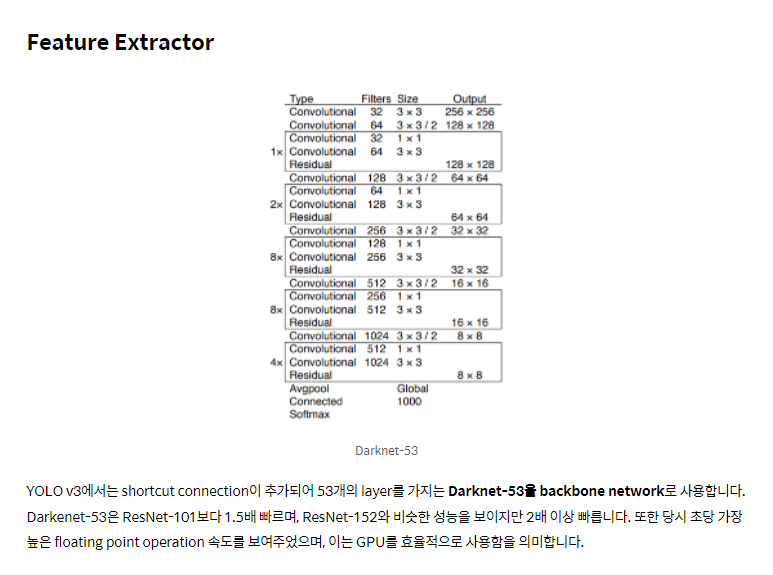 Feature Extractor
Type Filters Size Output
Convolutional 32 3 × 3 256 × 256
Convolutional 64 3 × 3 / 2 128 × 128
Convolutional 32 1 × 1
1× Convolutional 64 3 × 3
Residual 128 × 128
Convolutional 128 3 × 3 / 2 64 × 64
Convolutional 64 1 × 1
2× Convolutional 128 3 × 3
Residual 64 × 64
Convolutional 256 3 × 3 / 2 32 × 32
Convolutional 128 1 × 1
8× Convolutional 256 3 × 3
Residual 32 × 32
Convolutional 512 3 × 3 / 2 16 × 16
Convolutional 256 1 × 1
8× Convolutional 512 3 × 3
Residual 16 × 16
Convolutional 1024 3 × 3 / 2 8 × 8
Convolutional 512 1 × 1
4× Convolutional 1024 3 × 3
Residual 8 × 8
Avgpool Global
Connected 1000
Softmax
Darknet-53
YOLO v3에서는 shortcut connection이 추가되어 53개의 layer를 가지는 Darknet-53을 backbone network로 사용합니다.
Darkenet-53은 ResNet-101보다 1.5배 빠르며, ResNet-152와 비슷한 성능을 보이지만 2배 이상 빠릅니다. 또한 당시 초당 가장
높은 floating point operation 속도를 보여주었으며, 이는 GPU를 효율적으로 사용함을 의미합니다.